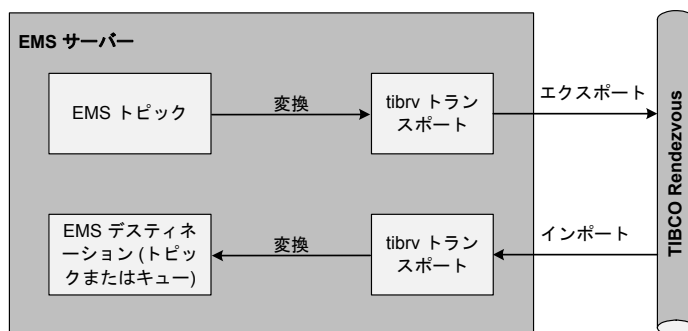 EMS サーバー
EMS トピック
変換
tibrv トラン
スポート
エクスポート
EMS デスティネ
ーション (トピッ
クまたはキュー)
変換
tibrv トラン
スポート
インポート
TIBCO Rendezvous